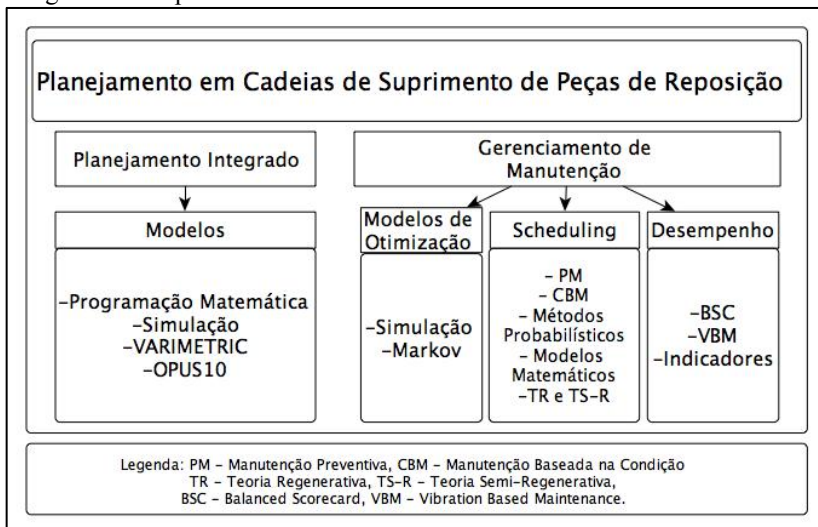 Planejamento em Cadeias de Suprimento de Peças de Reposição
Planejamento Integrado
Gerenciamento de
Manutenção
Modelos
Modelos de
Otimização
Scheduling
Desempenho
-Programação Matemática
-Simulação
-VARIMETRIC
-OPUS10
-Simulação
-Markov
- PM
- CBM
- Métodos
Probabilísticos
- Modelos
Matemáticos
-TR e TS-R
-BSC
-VBM
-Indicadores
Legenda: PM - Manutenção Preventiva, CBM - Manutenção Baseada na Condição
TR - Teoria Regenerativa, TS-R - Teoria Semi-Regenerativa,
BSC - Balanced Scorecard, VBM - Vibration Based Maintenance.